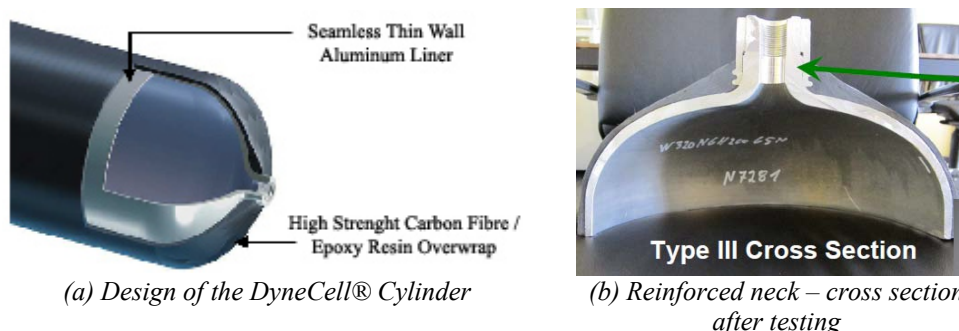 Seamless Thin Wall
Aluminum Liner
High Strenght Carbon Fibre /
Epoxy Resin Overwrap
(a) Design of the DyneCell® Cylinder
N7281
Type III Cross Section
(b) Reinforced neck – cross section
after testing